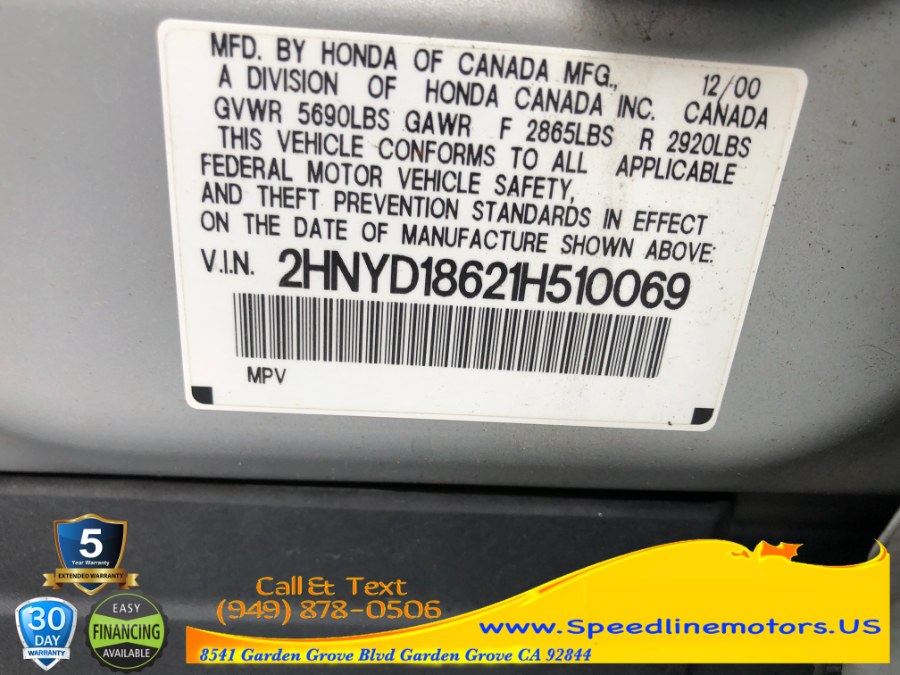 MFD. BY HONDA OF CANADA MFG., 12/00
A DIVISION OF HONDA CANADA INC. CANADA
GVWR 5690LBS GAWR F 2865LBS R 2920LBS
THIS VEHICLE CONFORMS TO ALL APPLICABLE
FEDERAL MOTOR VEHICLE SAFETY,
AND THEFT PREVENTION STANDARDS IN EFFECT
ON THE DATE OF MANUFACTURE SHOWN ABOVE:
V.I.N. 2HNYD18621H510069
MPV
5
Year Warranty
EXTENDED WARRANTY
30
DAY
WARRANTY
EASY
FINANCING
AVAILABLE
Call & Text
(949) 878-0506
www.Speedlinemotors.US
8541 Garden Grove Blvd Garden Grove CA 92844